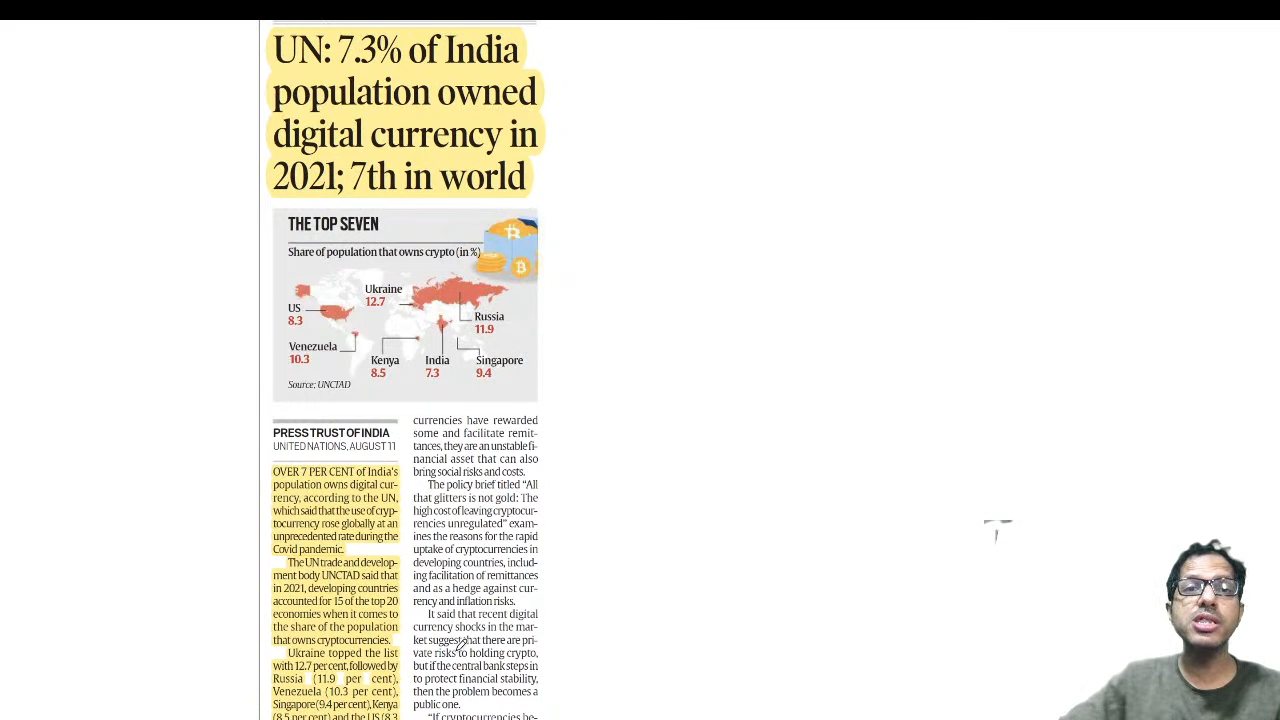 UN: 7.3% of India
population owned
digital currency in
2021; 7th in world
THE TOP SEVEN
Share of population that owns crypto (in %)
Ukraine
12.7
US
8.3
Russia
11.9
Venezuela
10.3
Kenya
8.5
India
7.3
Singapore
9.4
Source: UNCTAD
PRESS TRUST OF INDIA
UNITED NATIONS, AUGUST 11
OVER 7 PER CENT of India's
population owns digital cur-
rency, according to the UN,
which said that the use of cryp-
tocurrency rose globally at an
unprecedented rate during the
Covid pandemic.
The UN trade and develop-
ment body UNCTAD said that
in 2021, developing countries
accounted for 15 of the top 20
economies when it comes to
the share of the population
that owns cryptocurrencies.
Ukraine topped the list
with 12.7 per cent, followed by
Russia (11.9 per cent),
Venezuela (10.3 per cent),
Singapore (9.4 per cent), Kenya
(8.5 per cent) and the US (8.3
currencies have rewarded
some and facilitate remit-
tances, they are an unstable fi-
nancial asset that can also
bring social risks and costs.
The policy brief titled "All
that glitters is not gold: The
high cost of leaving cryptocur-
rencies unregulated" exam-
ines the reasons for the rapid
uptake of cryptocurrencies in
developing countries, includ-
ing facilitation of remittances
and as a hedge against cur-
rency and inflation risks.
It said that recent digital
currency shocks in the mar-
ket suggest that there are pri-
vate risks to holding crypto,
but if the central bank steps in
to protect financial stability,
then the problem becomes a
public one.
"If cryptocurrencies be-